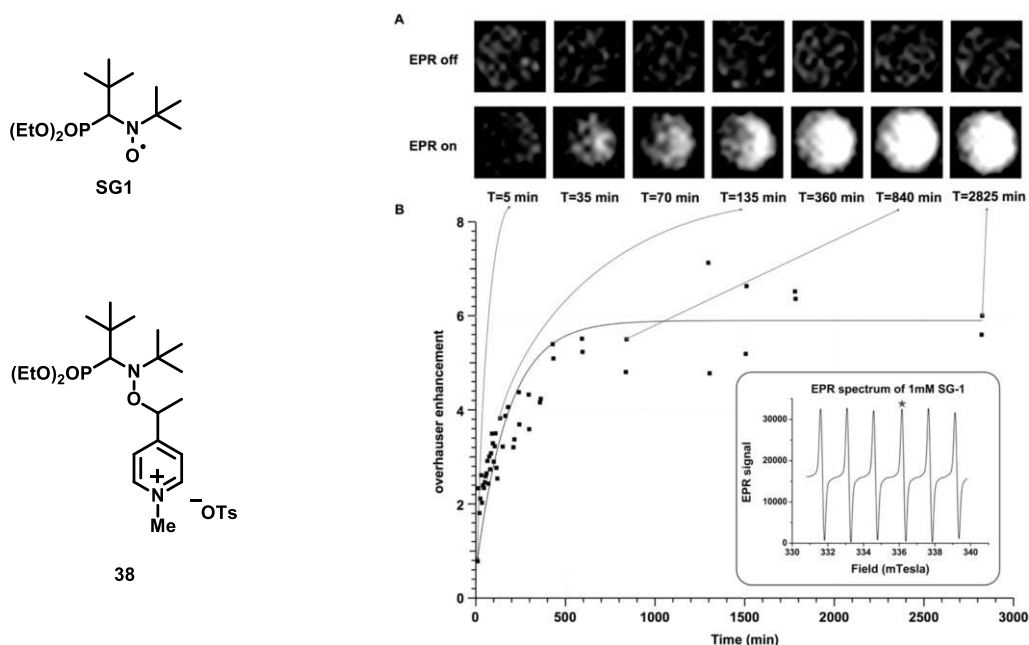 (EtO)₂OP
N
O•
SG1
(EtO)₂OP
N
O
+
N
Me
−OTs
38
A
EPR off
EPR on
T=5 min T=35 min T=70 min T=135 min T=360 min T=840 min T=2825 min
B
overhauser enhancement
8
6
4
2
0
0 500 1000 1500 2000 2500 3000
Time (min)
EPR spectrum of 1mM SG-1
EPR signal
30000
20000
10000
0
330 332 334 336 338 340
Field (mTesla)